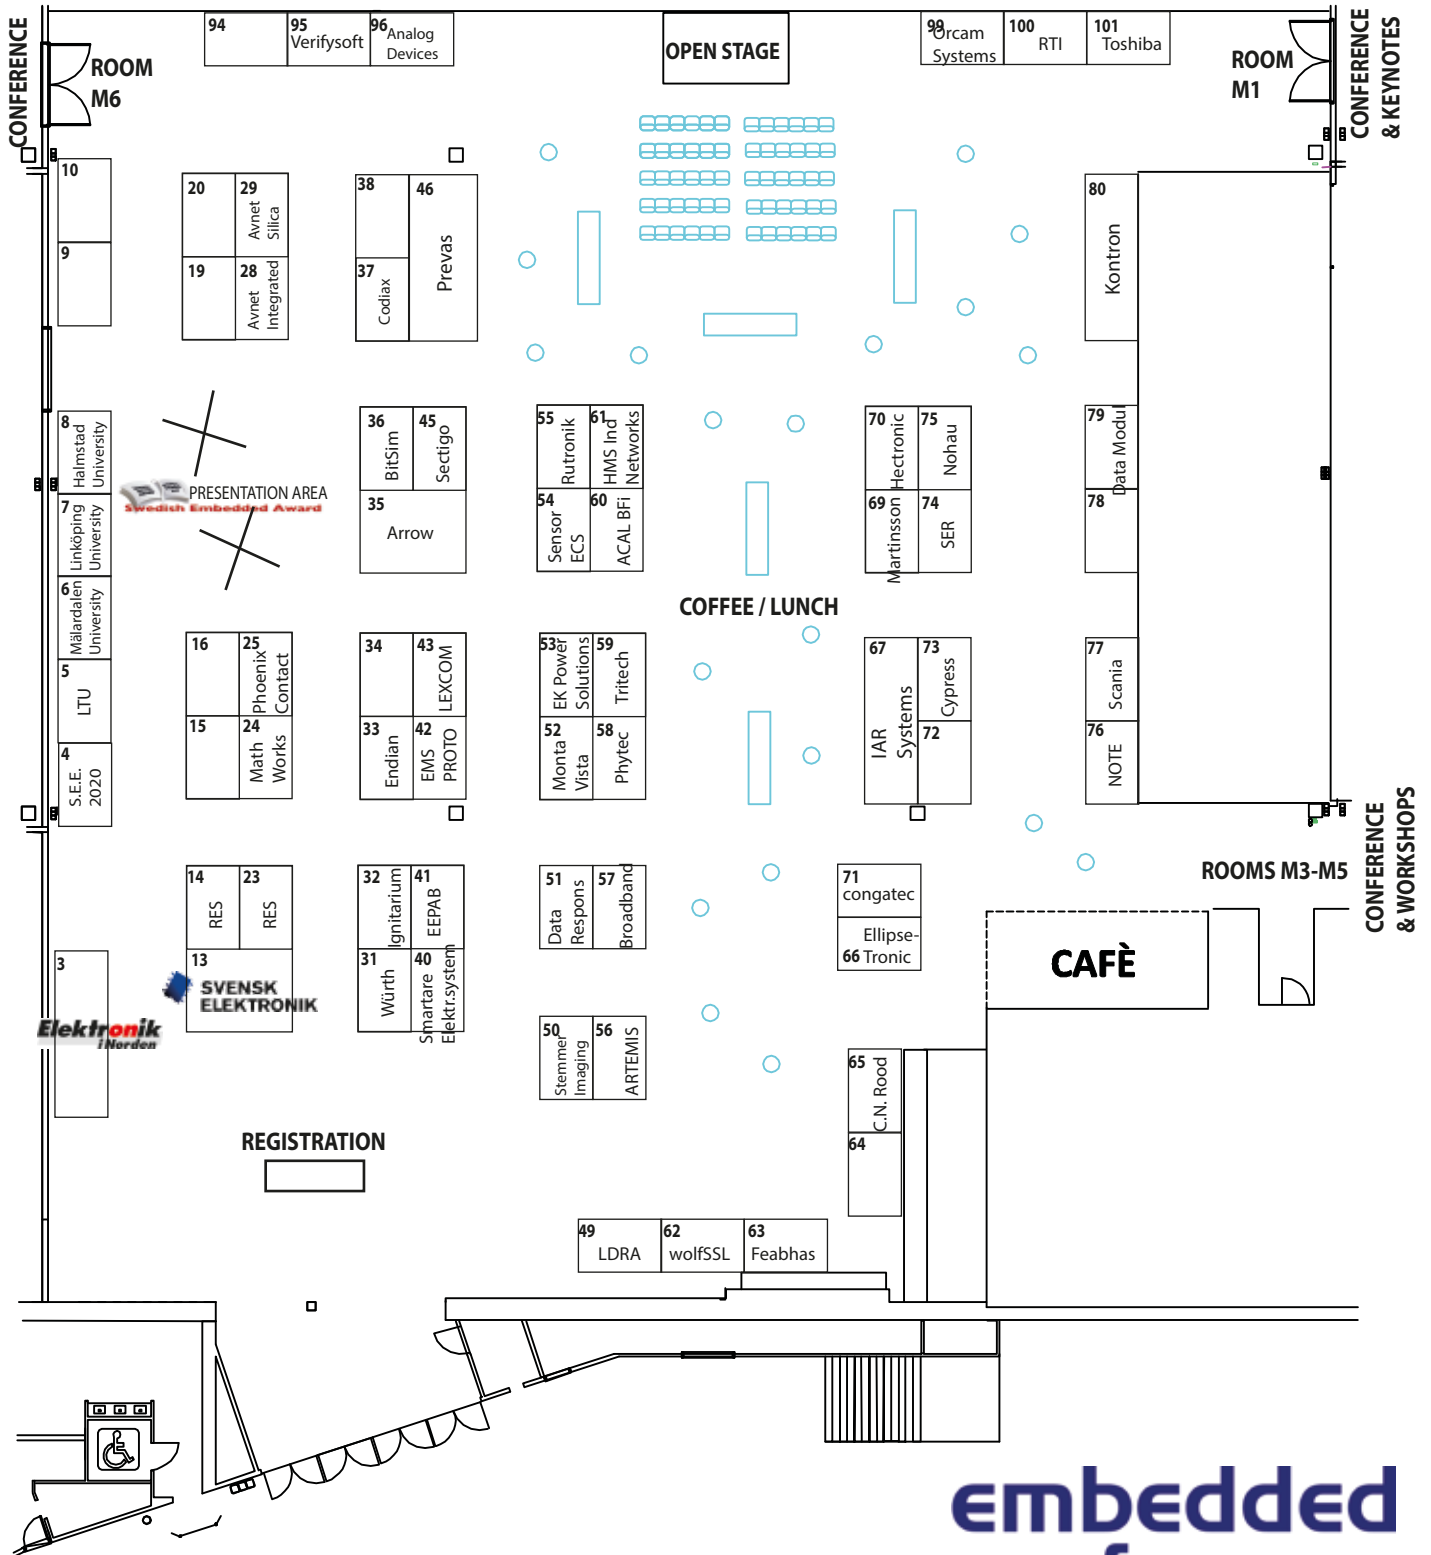 CONFERENCE
ROOM
M6
94
95
Verifysoft
96
Analog
Devices
OPEN STAGE
99
Orcam
Systems
100
RTI
101
Toshiba
ROOM
M1
CONFERENCE
& KEYNOTES
10
9
20
29
Avnet
Silica
19
28
Avnet
Integrated
38
37
Codiax
46
Prevas
80
Kontron
8
Halmstad
University
7
Linköping
University
6
Mälardalen
University
5
LTU
4
S.E.E.
2020
PRESENTATION AREA
Swedish Embedded Award
36
BitSim
45
Sectigo
35
Arrow
55
Rutronik
61
HMS Ind
Networks
54
Sensor
ECS
60
ACAL BFi
70
Hectronic
75
Nohau
69
Martinsson
74
SER
79
Data Modul
78
COFFEE / LUNCH
16
25
Phoenix
Contact
15
24
Math
Works
34
43
LEXCOM
33
Endian
42
EMS
PROTO
53
EK Power
Solutions
59
Tritech
52
Monta
Vista
58
Phytec
67
IAR
Systems
73
Cypress
72
77
Scania
76
NOTE
CONFERENCE
& WORKSHOPS
ROOMS M3-M5
14
RES
23
RES
13
SVENSK
ELEKTRONIK
32
Ignitarium
41
EEPAB
31
Würth
40
Smartare
Elektr.system
51
Data
Respons
57
Broadband
71
congatec
Ellipse-
66 Tronic
CAFÈ
3
Elektronik
i Norden
50
Stemmer
Imaging
56
ARTEMIS
65
C.N. Rood
64
REGISTRATION
49
LDRA
62
wolfSSL
63
Feabhas
embedded